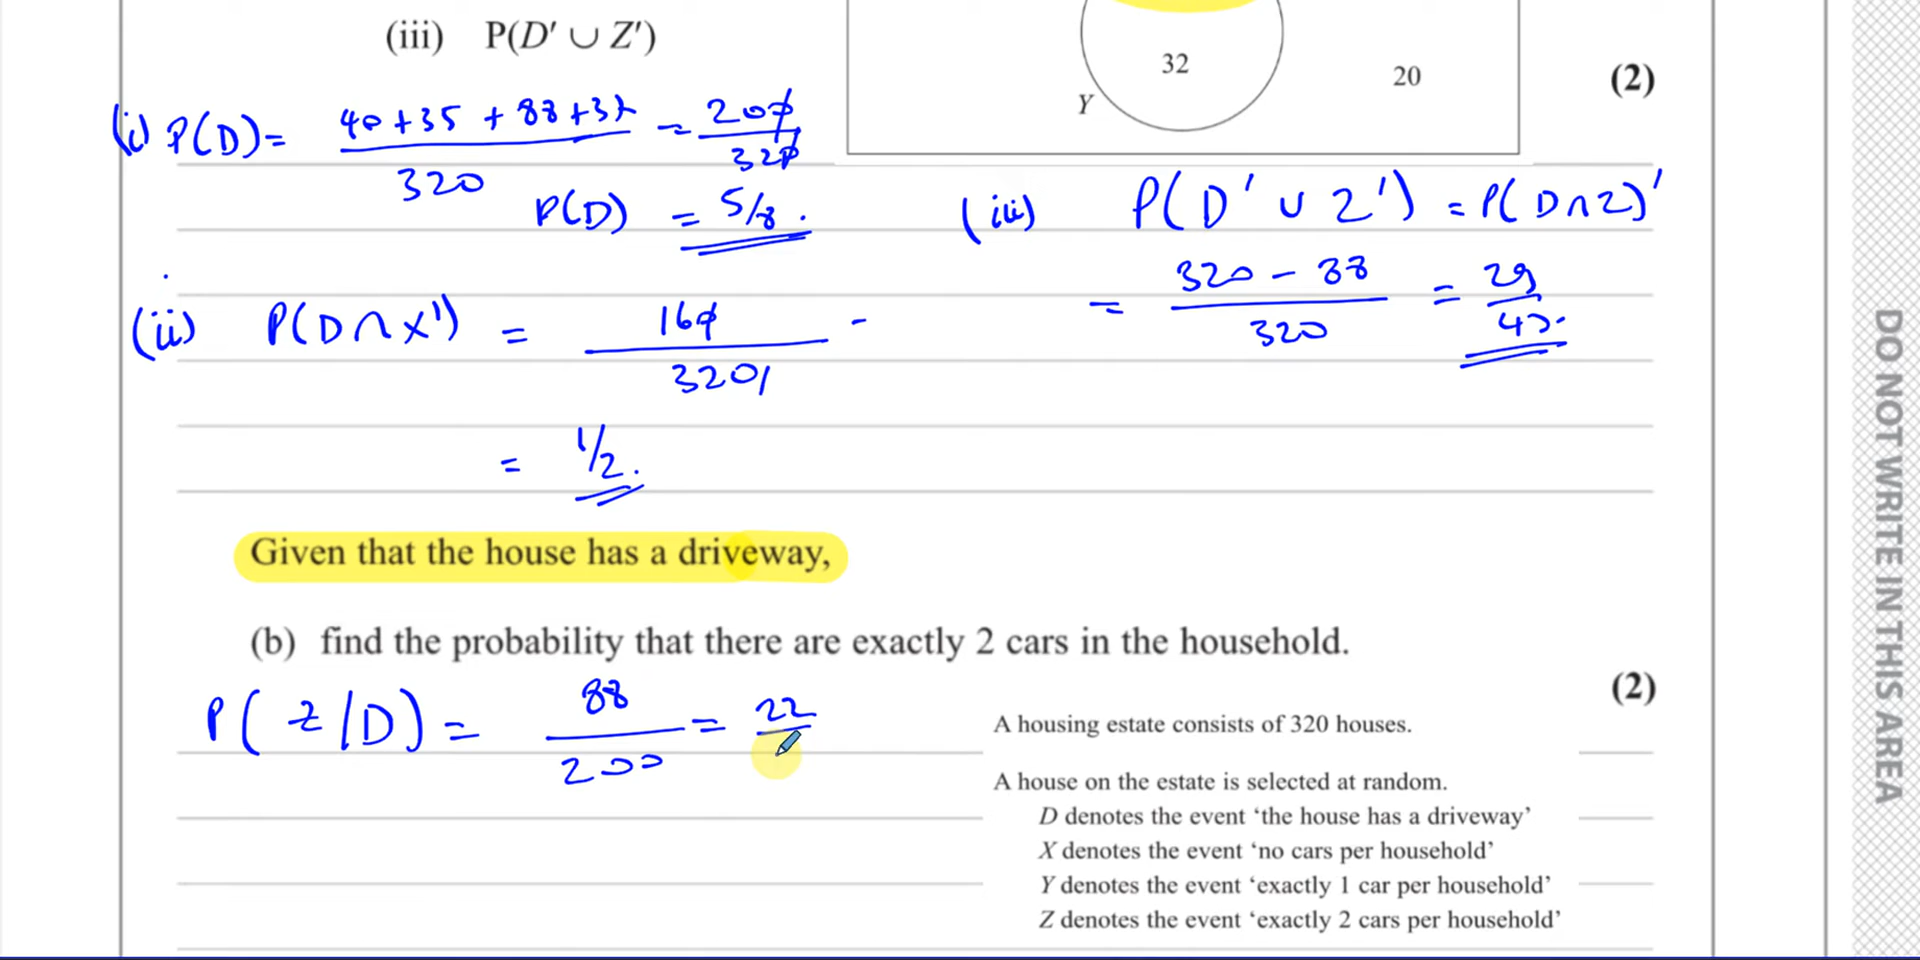 (iii) P(D′ ∪ Z′)
32
20
(2)
Y
(i) P(D) = 40+35+88+37 / 320 = 200/320
P(D) = 5/8.
(iii) P(D′ ∪ Z′) = P(D∩Z)′
= 320 - 88 / 320 = 29/40.
(ii) P(D∩X′) = 160/320
= 1/2.
Given that the house has a driveway,
(b) find the probability that there are exactly 2 cars in the household.
(2)
P(Z/D) = 88/200 = 22
A housing estate consists of 320 houses.
A house on the estate is selected at random.
D denotes the event ‘the house has a driveway’
X denotes the event ‘no cars per household’
Y denotes the event ‘exactly 1 car per household’
Z denotes the event ‘exactly 2 cars per household’
DO NOT WRITE IN THIS AREA